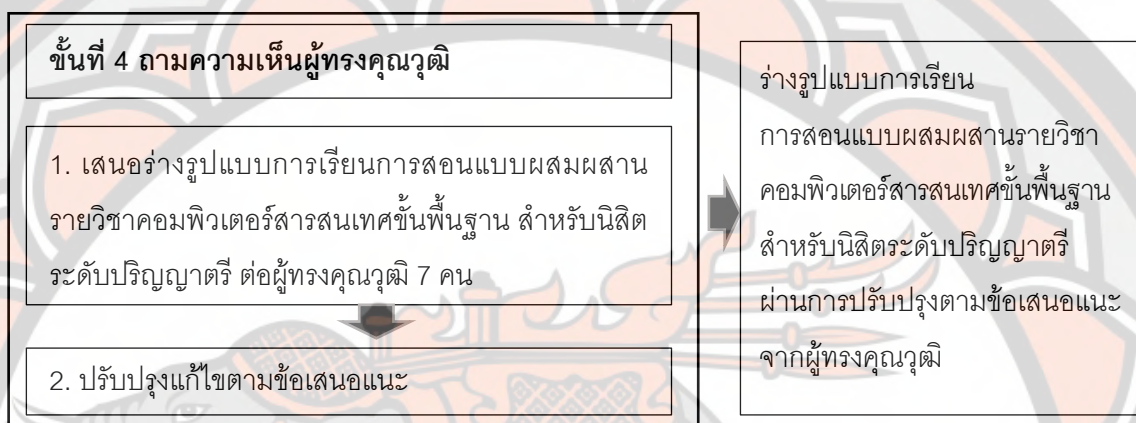 ขั้นที่ 4 ถามความเห็นผู้ทรงคุณวุฒิ
1. เสนอร่างรูปแบบการเรียนการสอนแบบผสมผสาน
รายวิชาคอมพิวเตอร์สารสนเทศขั้นพื้นฐาน สำหรับนิสิต
ระดับปริญญาตรี ต่อผู้ทรงคุณวุฒิ 7 คน
2. ปรับปรุงแก้ไขตามข้อเสนอแนะ
ร่างรูปแบบการเรียน
การสอนแบบผสมผสานรายวิชา
คอมพิวเตอร์สารสนเทศขั้นพื้นฐาน
สำหรับนิสิตระดับปริญญาตรี
ผ่านการปรับปรุงตามข้อเสนอแนะ
จากผู้ทรงคุณวุฒิ